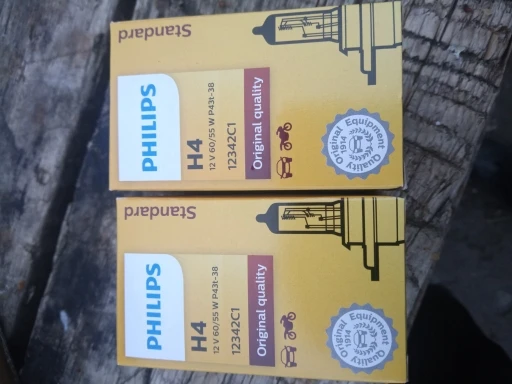 Standard
PHILIPS
H4
12 V 60/55 W P43t-38
12342C1
Original quality
Original Equipment Quality
1914
Standard
PHILIPS
H4
12 V 60/55 W P43t-38
12342C1
Original quality
Original Equipment Quality
1914